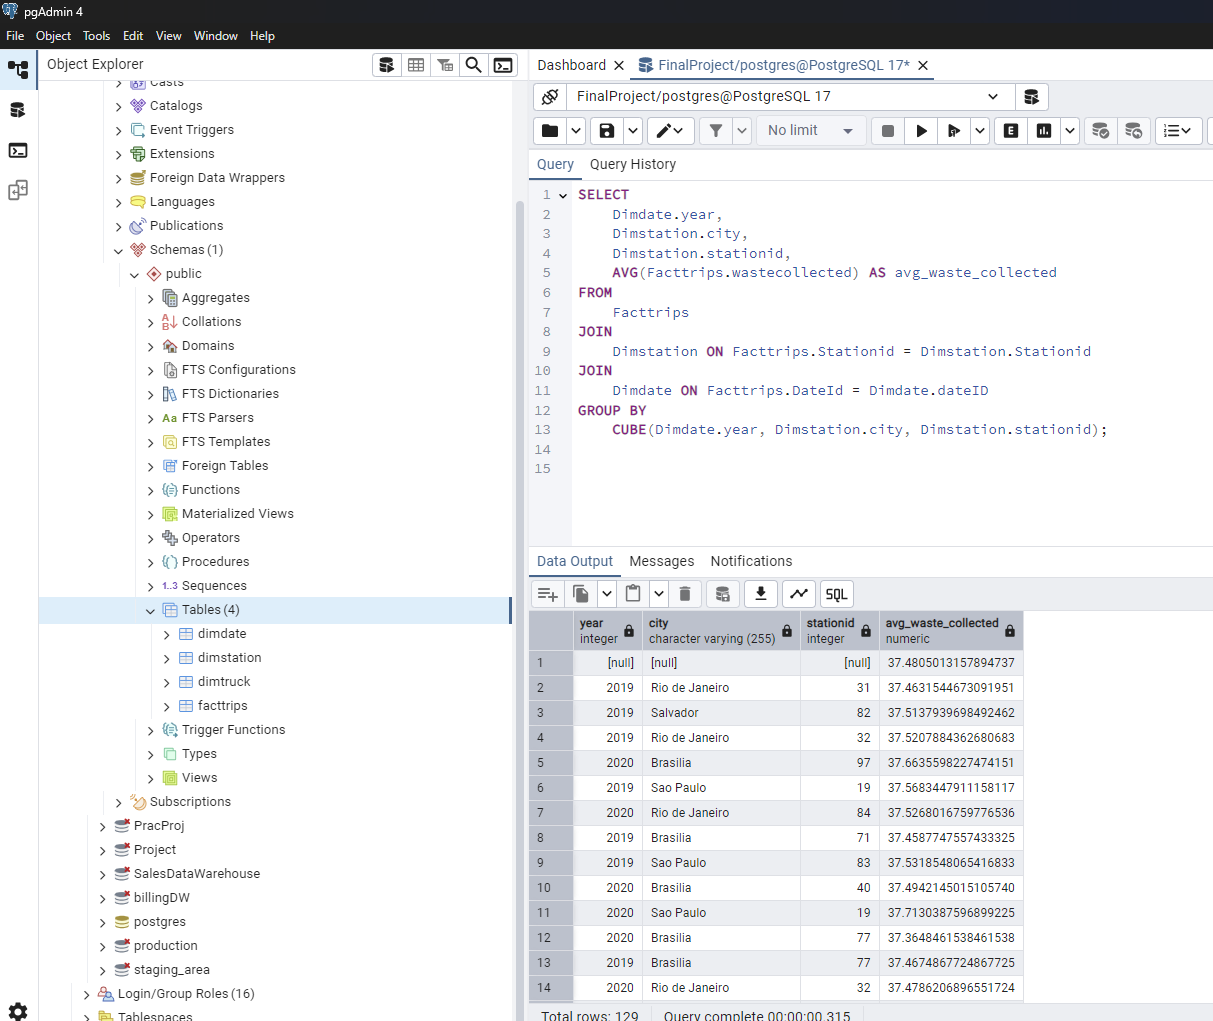 pgAdmin 4
File Object Tools Edit View Window Help
Object Explorer
Casts
Catalogs
Event Triggers
Extensions
Foreign Data Wrappers
Languages
Publications
Schemas (1)
public
Aggregates
Collations
Domains
FTS Configurations
FTS Dictionaries
Aa FTS Parsers
FTS Templates
Foreign Tables
Functions
Materialized Views
Operators
Procedures
1..3 Sequences
Tables (4)
dimdate
dimstation
dimtruck
facttrips
Trigger Functions
Types
Views
Subscriptions
PracProj
Project
SalesDataWarehouse
billingDW
postgres
production
staging_area
Login/Group Roles (16)
Tablespaces
Dashboard FinalProject/postgres@PostgreSQL 17*
FinalProject/postgres@PostgreSQL 17
No limit
E
Query Query History
1 SELECT
2 Dimdate.year,
3 Dimstation.city,
4 Dimstation.stationid,
5 AVG(Facttrips.wastecollected) AS avg_waste_collected
6 FROM
7 Facttrips
8 JOIN
9 Dimstation ON Facttrips.Stationid = Dimstation.Stationid
10 JOIN
11 Dimdate ON Facttrips.DateId = Dimdate.dateID
12 GROUP BY
13 CUBE(Dimdate.year, Dimstation.city, Dimstation.stationid);
14
15
Data Output Messages Notifications
SQL
year city stationid avg_waste_collected
integer character varying (255) integer numeric
1 [null] [null] [null] 37.4805013157894737
2 2019 Rio de Janeiro 31 37.4631544673091951
3 2019 Salvador 82 37.5137939698492462
4 2019 Rio de Janeiro 32 37.5207884362680683
5 2020 Brasilia 97 37.6635598227474151
6 2019 Sao Paulo 19 37.5683447911158117
7 2020 Rio de Janeiro 84 37.5268016759776536
8 2019 Brasilia 71 37.4587747557433325
9 2019 Sao Paulo 83 37.5318548065416833
10 2020 Brasilia 40 37.4942145015105740
11 2020 Sao Paulo 19 37.7130387596899225
12 2020 Brasilia 77 37.3648461538461538
13 2019 Brasilia 77 37.4674867724867725
14 2020 Rio de Janeiro 32 37.4786206896551724
Total rows: 129 Query complete 00:00:00.315